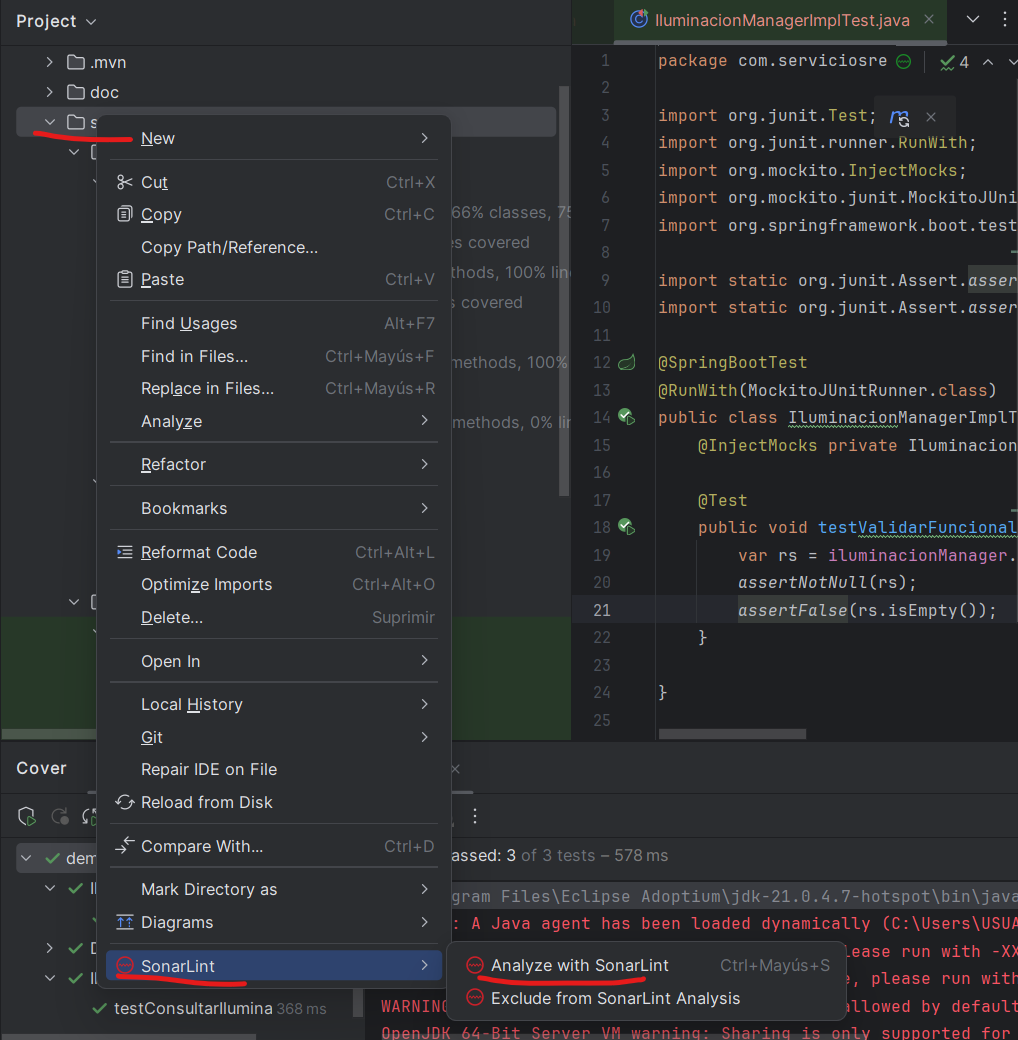 Project
IluminacionManagerImplTest.java
.mvn
doc
New
Cut Ctrl+X
Copy Ctrl+C
Copy Path/Reference...
Paste Ctrl+V
Find Usages Alt+F7
Find in Files... Ctrl+Mayús+F
Replace in Files... Ctrl+Mayús+R
Analyze
Refactor
Bookmarks
Reformat Code Ctrl+Alt+L
Optimize Imports Ctrl+Alt+O
Delete... Suprimir
Open In
Local History
Git
Repair IDE on File
Reload from Disk
Compare With... Ctrl+D
Mark Directory as
Diagrams
SonarLint
Analyze with SonarLint Ctrl+Mayús+S
Exclude from SonarLint Analysis
66% classes, 75
s covered
thods, 100% line
s covered
methods, 100%
methods, 0% lin
1 package com.serviciosre 4
2
3 import org.junit.Test;
4 import org.junit.runner.RunWith;
5 import org.mockito.InjectMocks;
6 import org.mockito.junit.MockitoJUni
7 import org.springframework.boot.test
8
9 import static org.junit.Assert.asser
10 import static org.junit.Assert.asser
11
12 @SpringBootTest
13 @RunWith(MockitoJUnitRunner.class)
14 public class IluminacionManagerImplT
15 @InjectMocks private Iluminacion
16
17 @Test
18 public void testValidarFuncional
19 var rs = iluminacionManager.
20 assertNotNull(rs);
21 assertFalse(rs.isEmpty());
22 }
23
24 }
25
Cover
dem
assed: 3 of 3 tests – 578 ms
gram Files\Eclipse Adoptium\jdk-21.0.4.7-hotspot\bin\java
: A Java agent has been loaded dynamically (C:\Users\USUA
lease run with -XX
e, please run with
testConsultarIlumina 368 ms
WARNING
allowed by default
OpenJDK 64-Bit Server VM warning: Sharing is only supported for